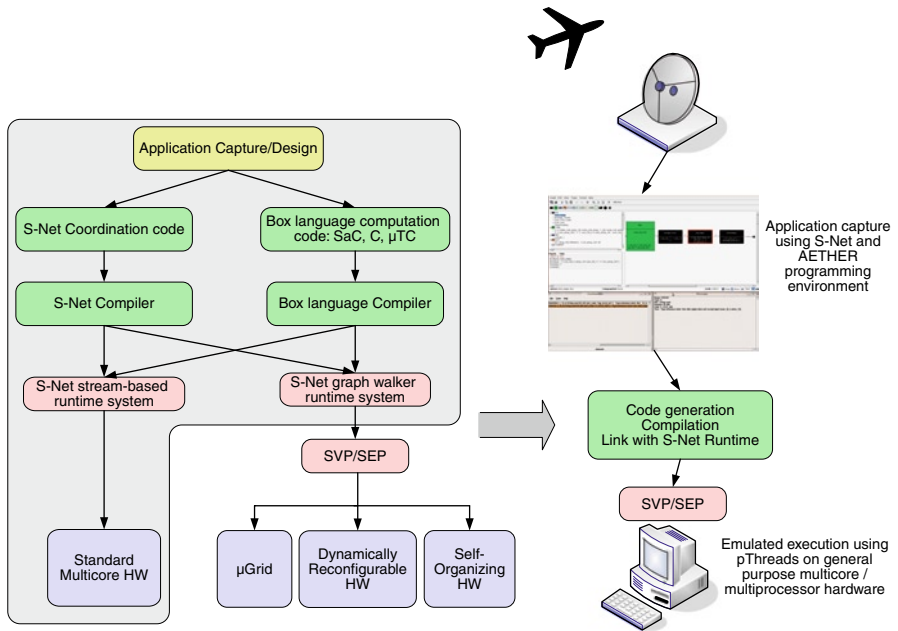 Application Capture/Design
S-Net Coordination code
Box language computation
code: SaC, C, µTC
S-Net Compiler
Box language Compiler
S-Net stream-based
runtime system
S-Net graph walker
runtime system
SVP/SEP
Standard
Multicore HW
µGrid
Dynamically
Reconfigurable
HW
Self-
Organizing
HW
Application capture
using S-Net and
AETHER
programming
environment
Code generation
Compilation
Link with S-Net Runtime
SVP/SEP
Emulated execution using
pThreads on general
purpose multicore /
multiprocessor hardware